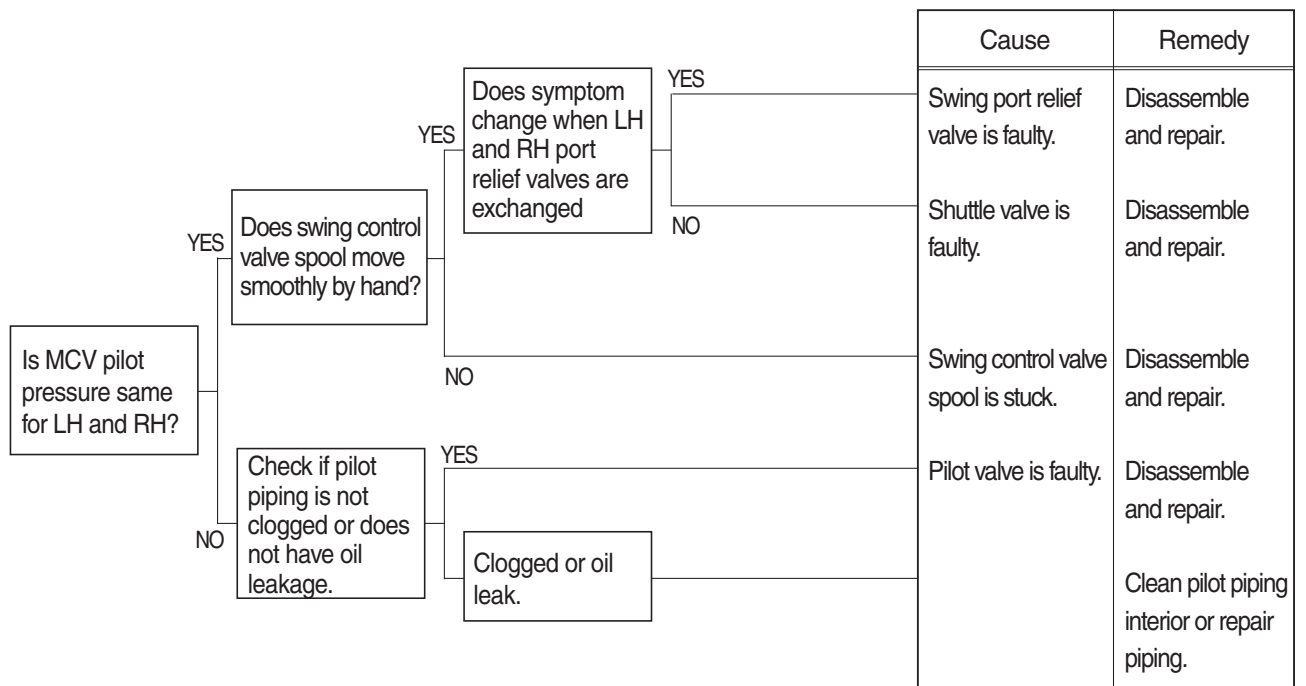 Cause
Remedy
Is MCV pilot
pressure same
for LH and RH?
YES
Does swing control
valve spool move
smoothly by hand?
YES
Does symptom
change when LH
and RH port
relief valves are
exchanged
YES
Swing port relief
valve is faulty.
Disassemble
and repair.
NO
Shuttle valve is
faulty.
Disassemble
and repair.
NO
Swing control valve
spool is stuck.
Disassemble
and repair.
NO
Check if pilot
piping is not
clogged or does
not have oil
leakage.
YES
Pilot valve is faulty.
Disassemble
and repair.
Clogged or oil
leak.
Clean pilot piping
interior or repair
piping.